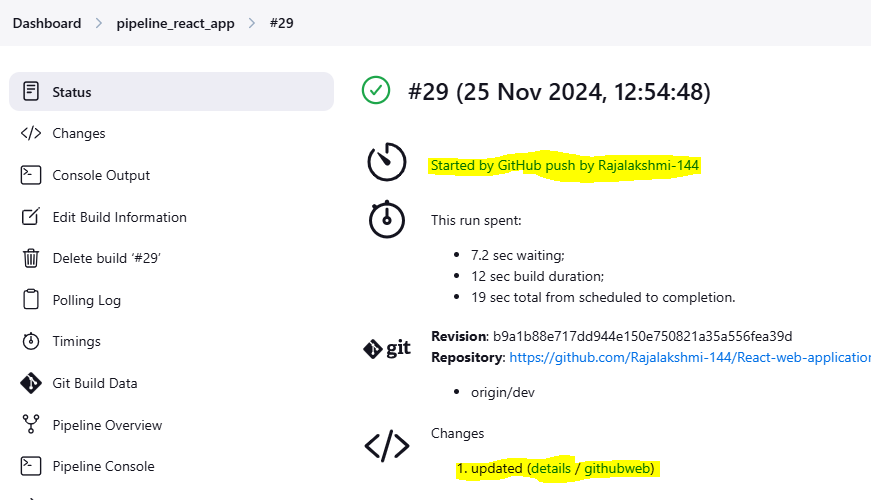 Dashboard > pipeline_react_app > #29
Status
Changes
Console Output
Edit Build Information
Delete build ‘#29’
Polling Log
Timings
Git Build Data
Pipeline Overview
Pipeline Console
#29 (25 Nov 2024, 12:54:48)
Started by GitHub push by Rajalakshmi-144
This run spent:
• 7.2 sec waiting;
• 12 sec build duration;
• 19 sec total from scheduled to completion.
git
Revision: b9a1b88e717dd944e150e750821a35a556fea39d
Repository: https://github.com/Rajalakshmi-144/React-web-application
• origin/dev
Changes
1. updated (details / githubweb)